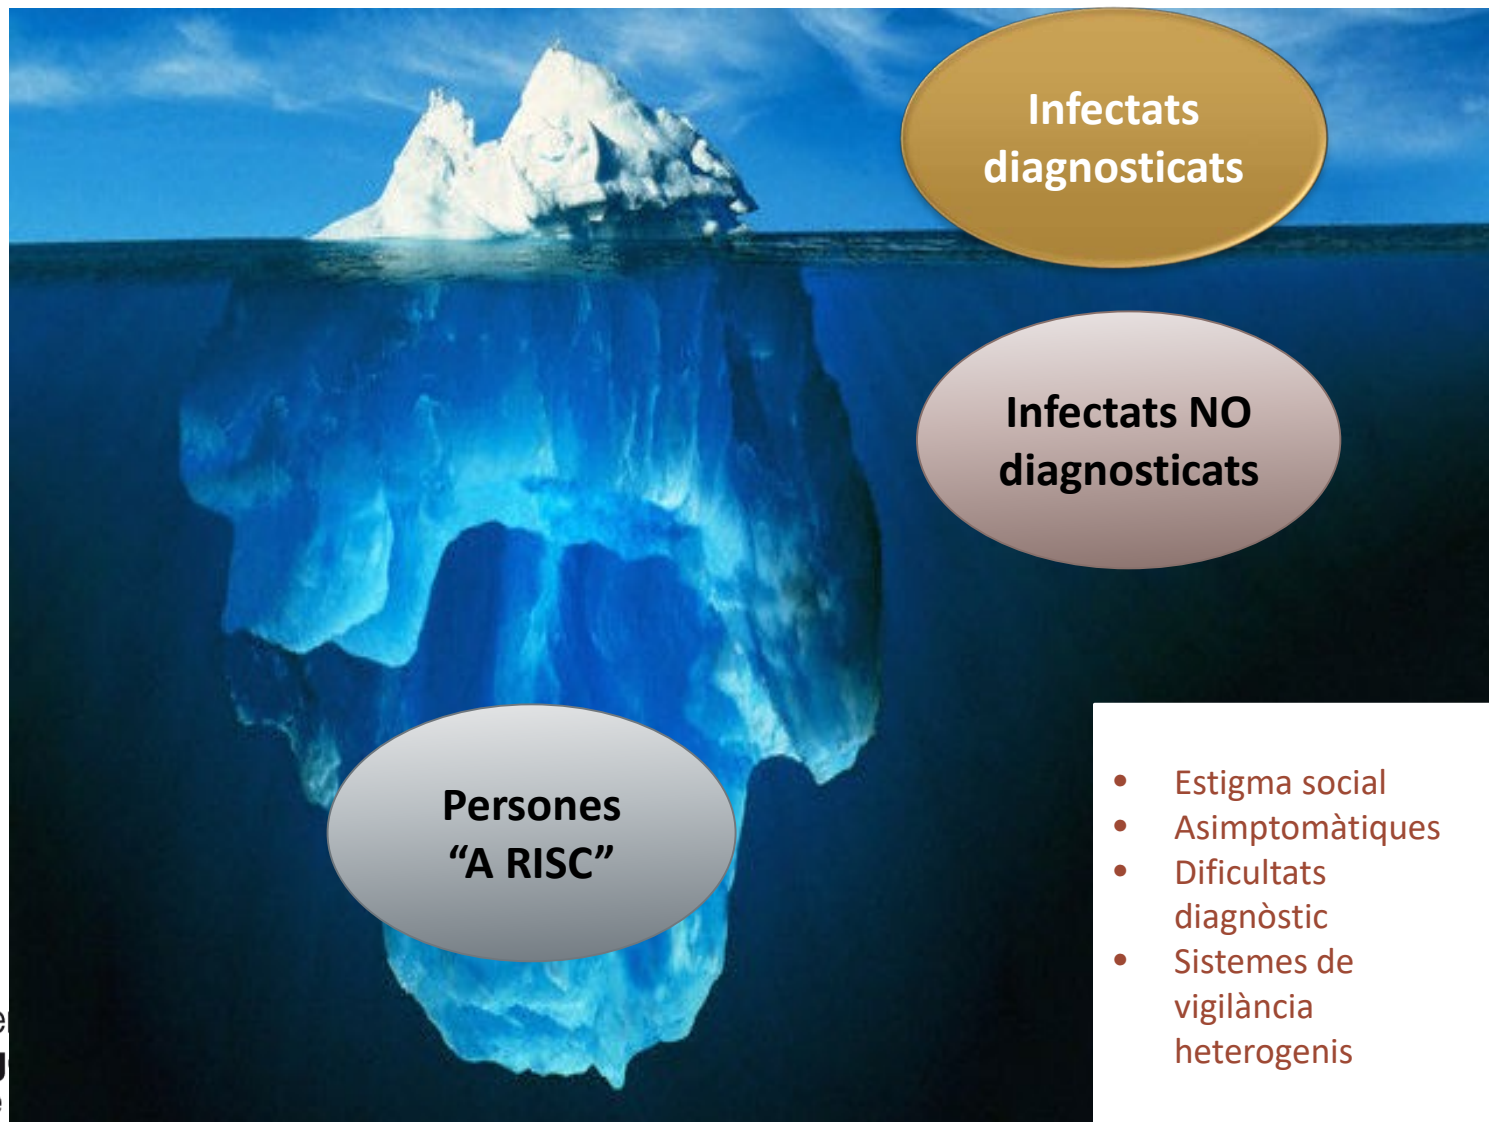 Infectats
diagnosticats
Infectats NO
diagnosticats
Persones
“A RISC”
• Estigma social
• Asimptomàtiques
• Dificultats
diagnòstic
• Sistemes de
vigilància
heterogenis